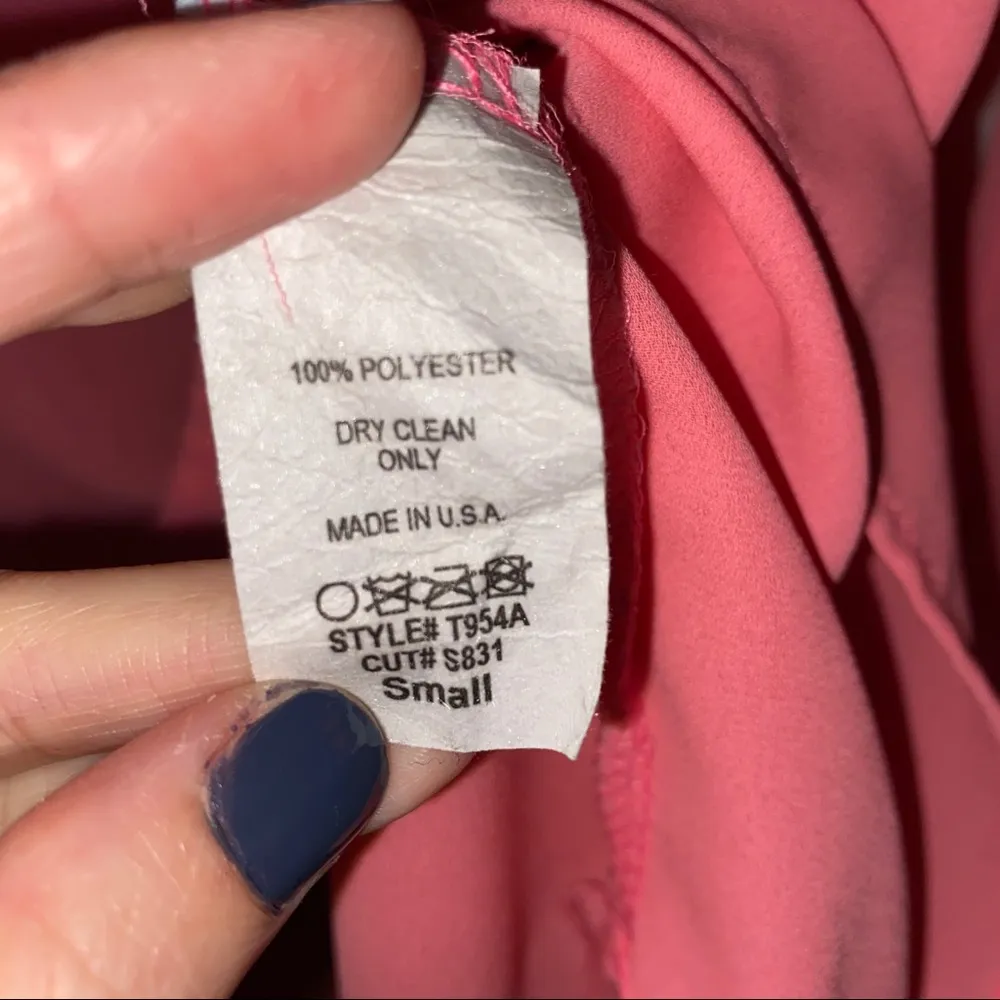 100% POLYESTER
DRY CLEAN
ONLY
MADE IN U.S.A.
STYLE# T954A
CUT# S831
Small